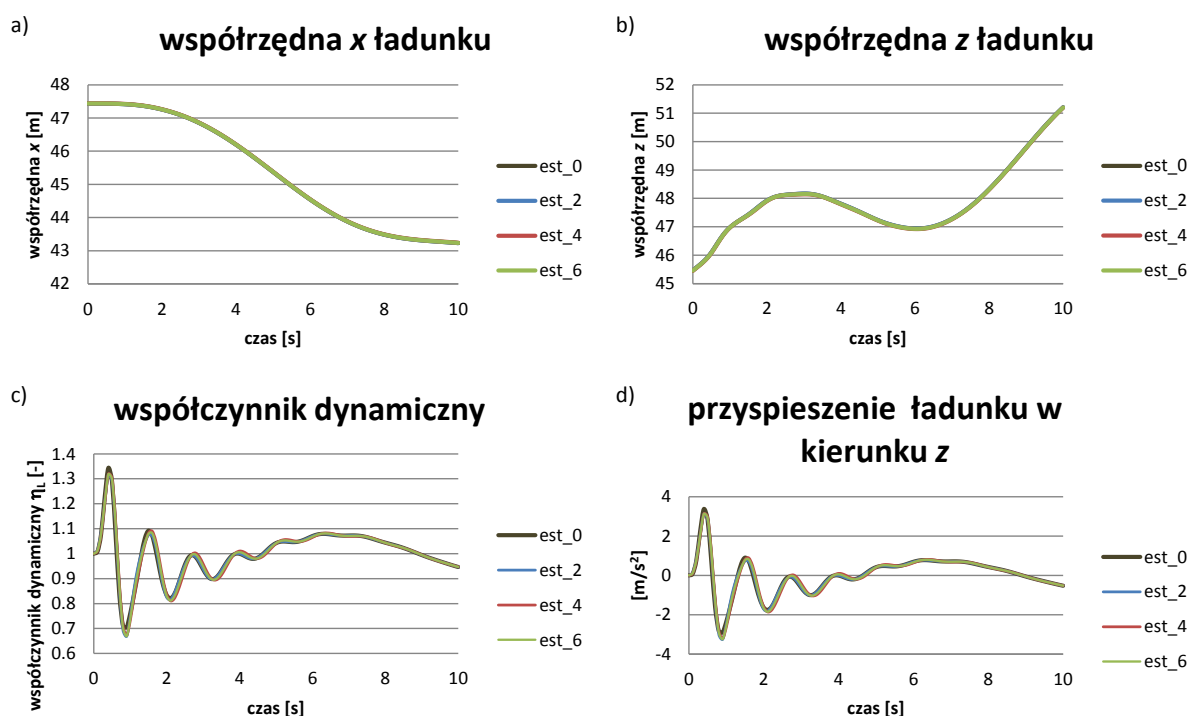 a)
współrzędna x ładunku
48
47
46
45
44
43
42
współrzędna x [m]
0 2 4 6 8 10
czas [s]
est_0
est_2
est_4
est_6
b)
współrzędna z ładunku
52
51
50
49
48
47
46
45
współrzędna z [m]
0 2 4 6 8 10
czas [s]
est_0
est_2
est_4
est_6
c)
współczynnik dynamiczny
1.4
1.3
1.2
1.1
1
0.9
0.8
0.7
0.6
współczynnik dynamiczny ηL [-]
0 2 4 6 8 10
czas [s]
est_0
est_2
est_4
est_6
d)
przyspieszenie ładunku w
kierunku z
4
2
0
-2
-4
[m/s²]
0 2 4 6 8 10
czas [s]
est_0
est_2
est_4
est_6